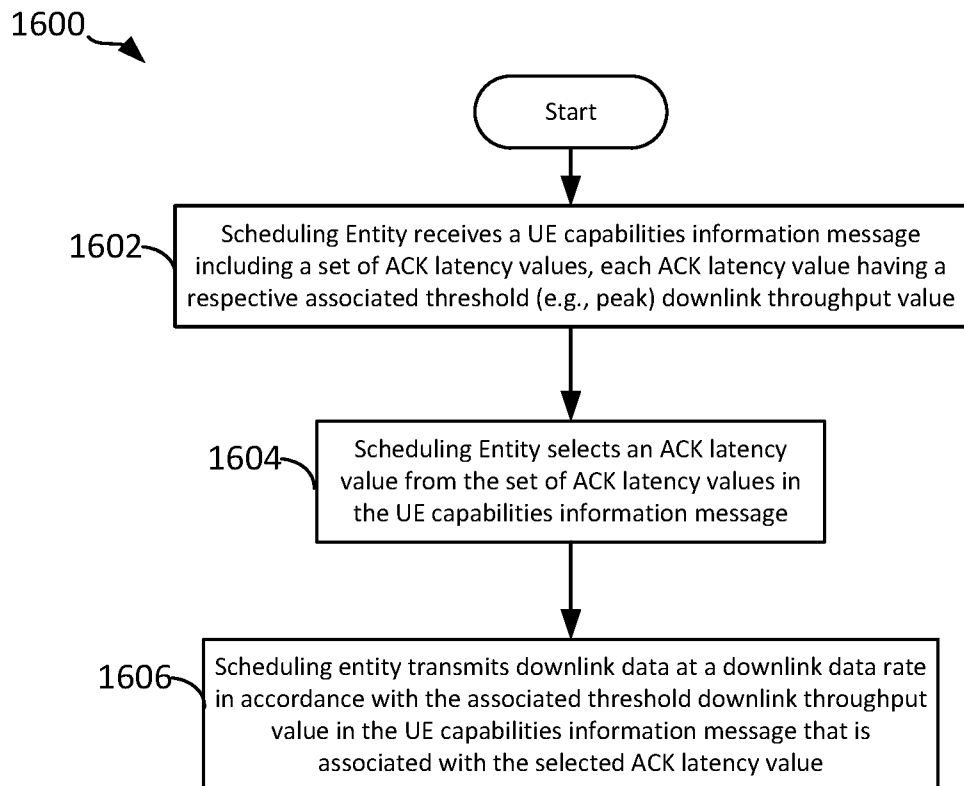 1600
Start
1602
Scheduling Entity receives a UE capabilities information message
including a set of ACK latency values, each ACK latency value having a
respective associated threshold (e.g., peak) downlink throughput value
1604
Scheduling Entity selects an ACK latency
value from the set of ACK latency values in
the UE capabilities information message
1606
Scheduling entity transmits downlink data at a downlink data rate
in accordance with the associated threshold downlink throughput
value in the UE capabilities information message that is
associated with the selected ACK latency value